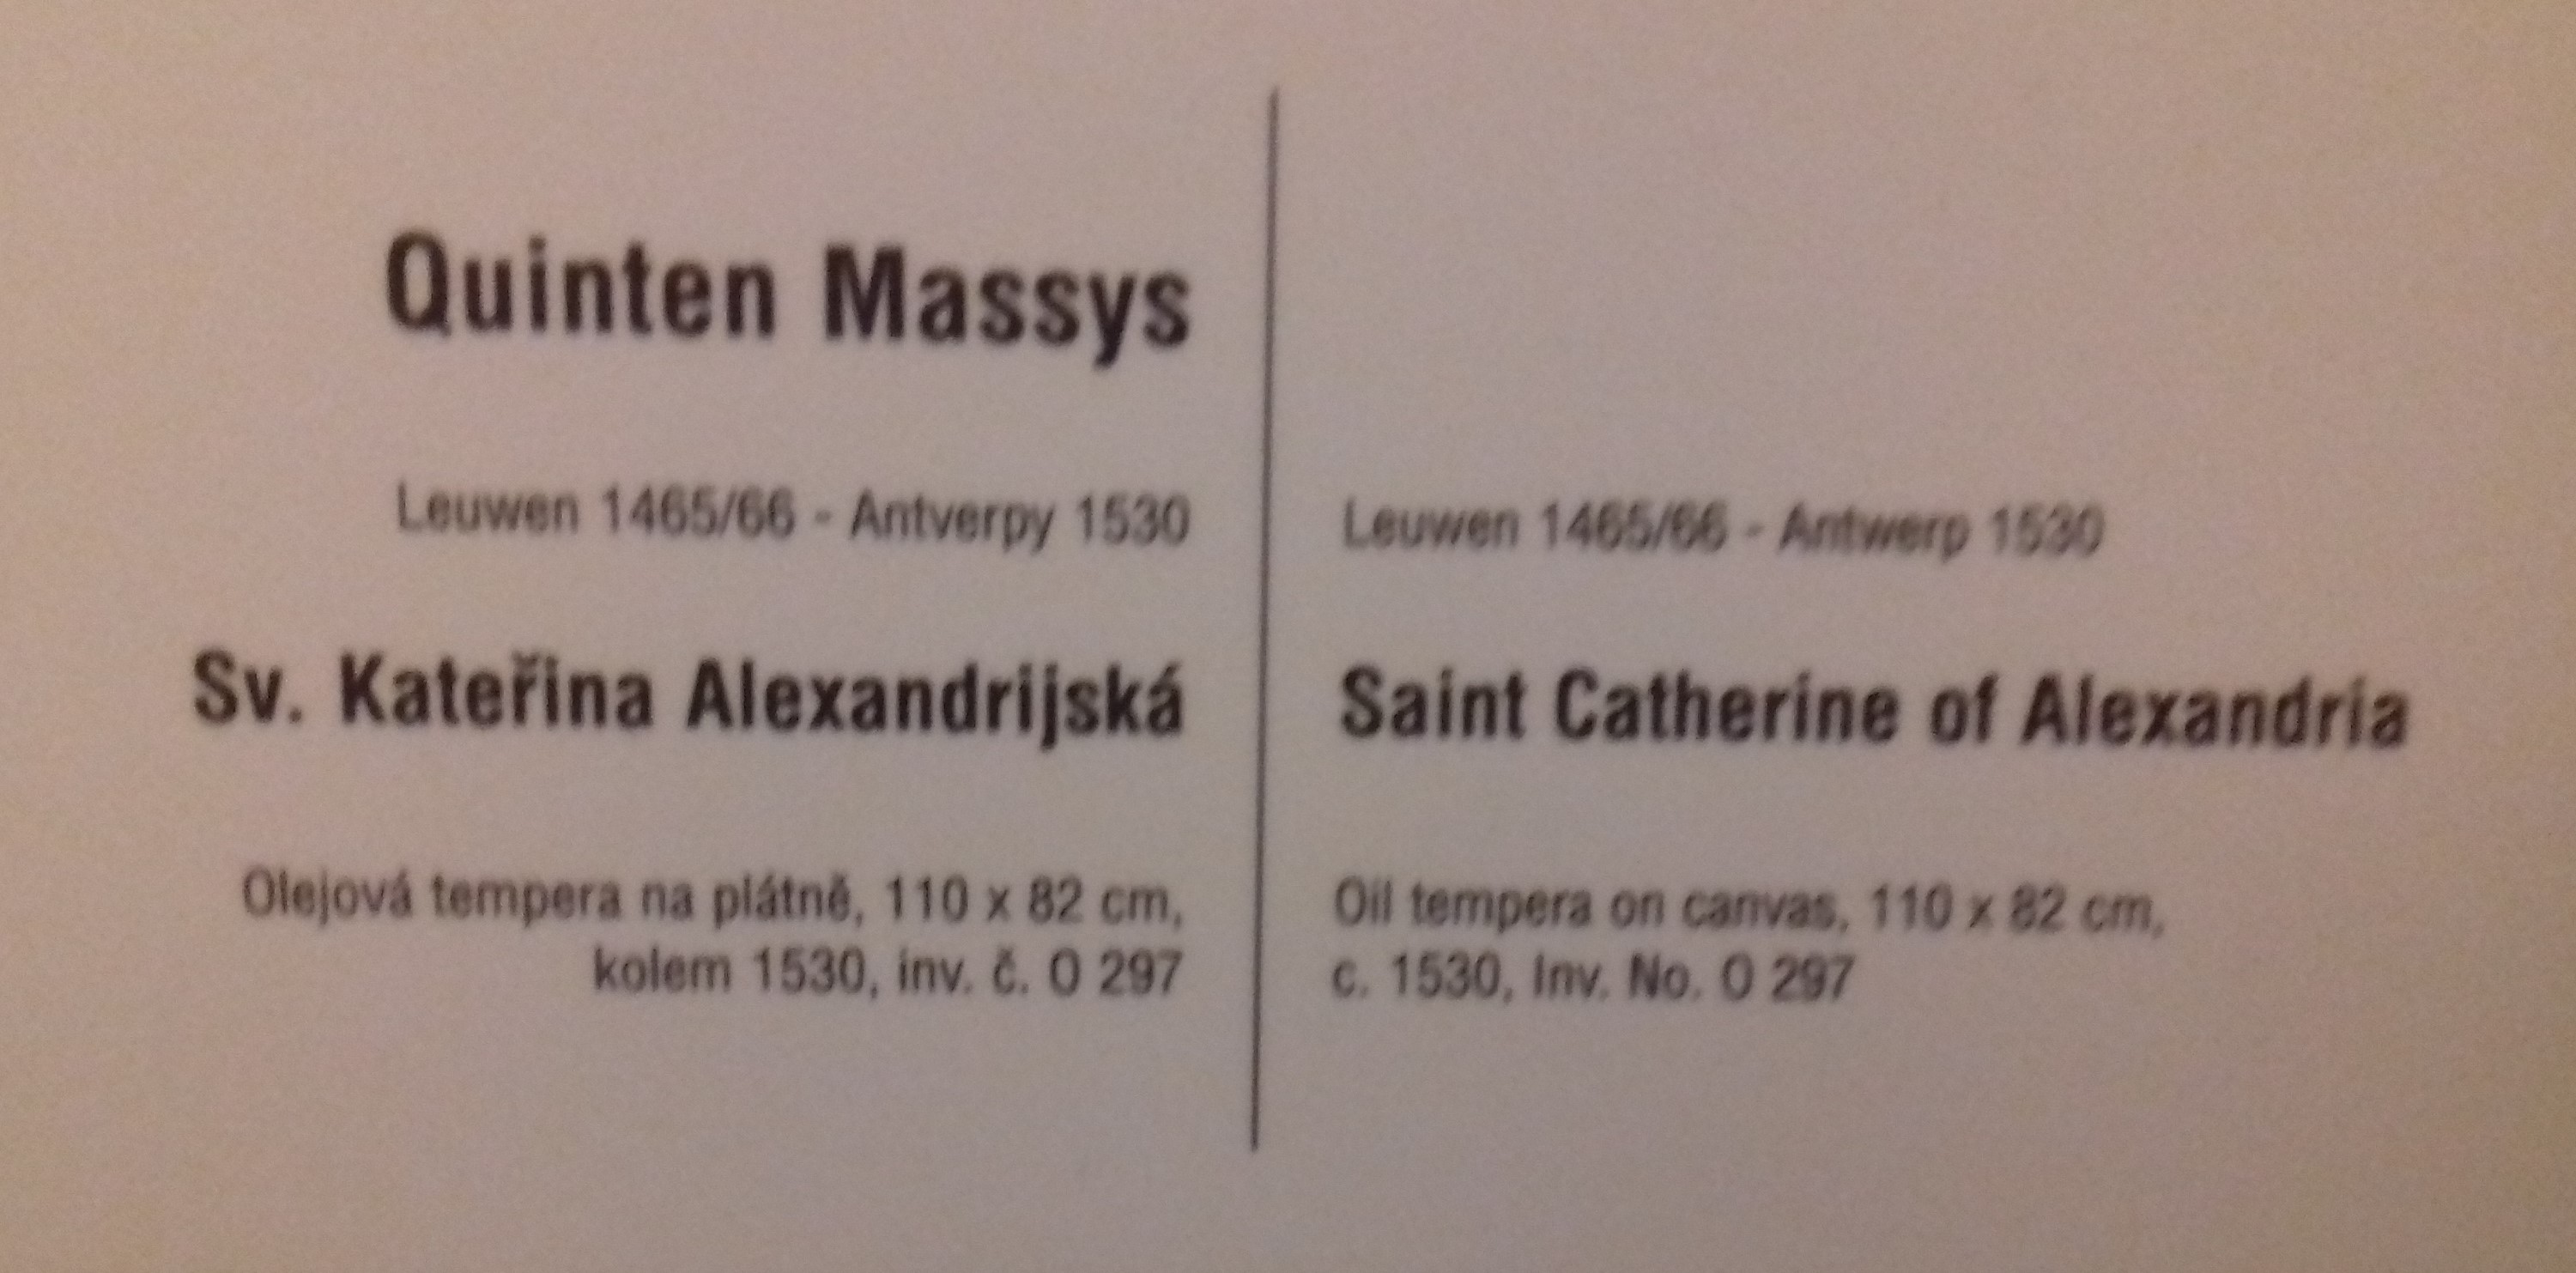 Quinten Massys
Leuwen 1465/66 - Antverpy 1530
Sv. Kateřina Alexandrijská
Olejová tempera na plátně, 110 x 82 cm,
kolem 1530, inv. č. O 297
Leuwen 1465/66 - Antwerp 1530
Saint Catherine of Alexandria
Oil tempera on canvas, 110 x 82 cm,
c. 1530, Inv. No. O 297